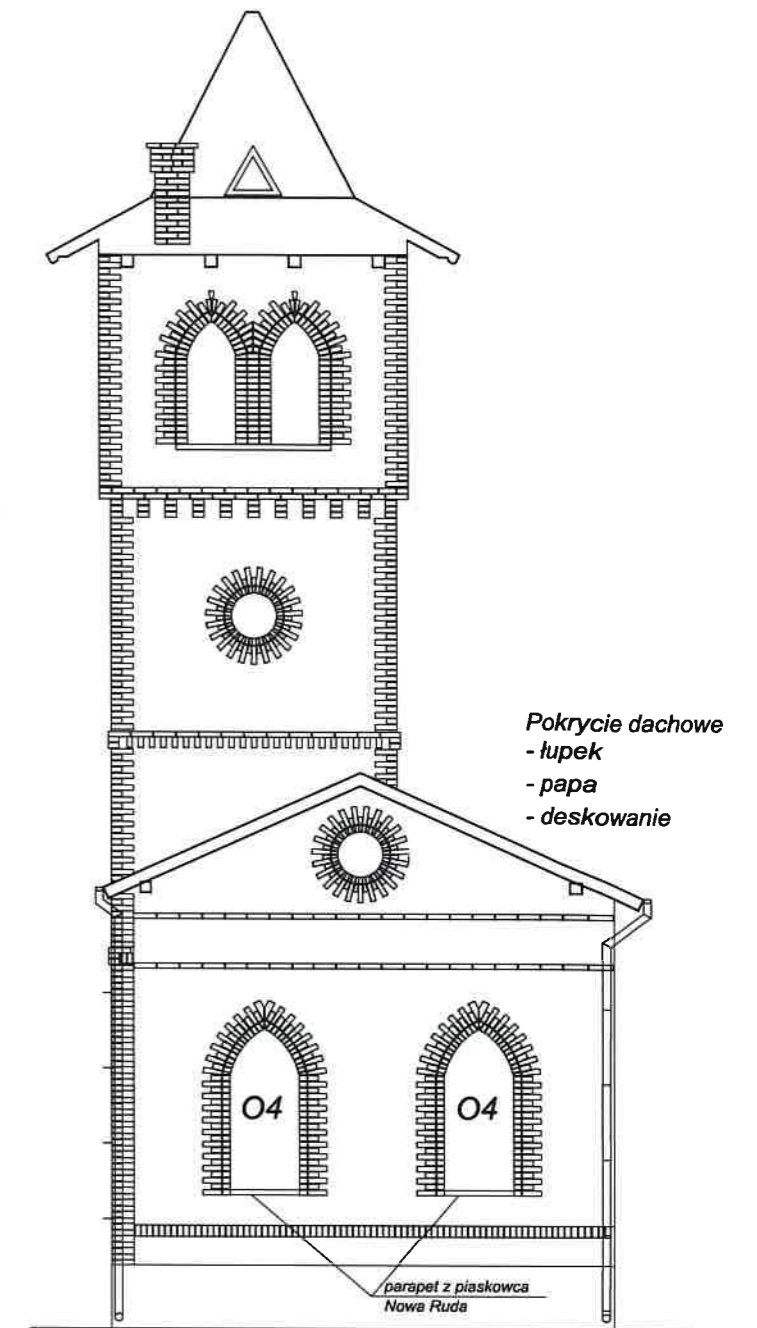 Pokrycie dachowe
- łupek
- papa
- deskowanie
O4
O4
parapet z piaskowca
Nowa Ruda